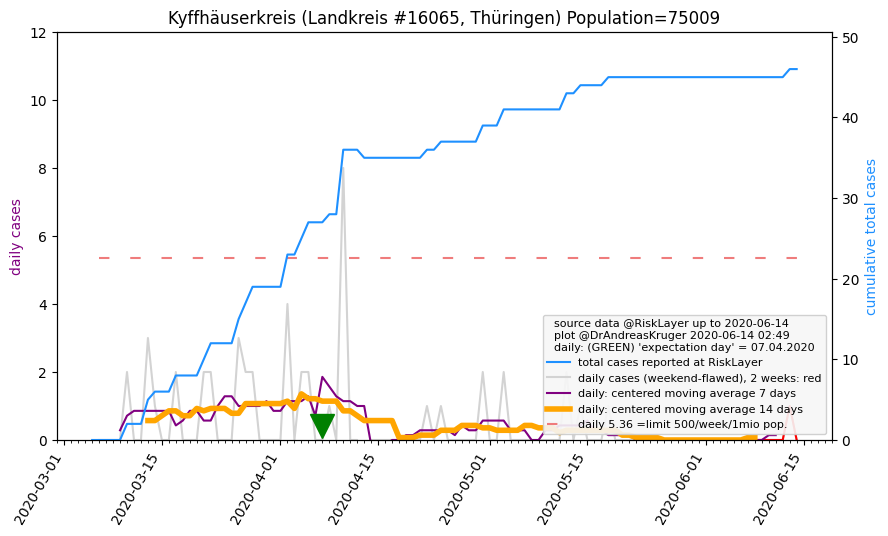 Kyffhäuserkreis (Landkreis #16065, Thüringen) Population=75009
12
10
8
6
4
2
0
daily cases
50
40
30
20
10
0
cumulative total cases
source data @RiskLayer up to 2020-06-14
plot @DrAndreasKruger 2020-06-14 02:49
daily: (GREEN) 'expectation day' = 07.04.2020
total cases reported at RiskLayer
daily cases (weekend-flawed), 2 weeks: red
daily: centered moving average 7 days
daily: centered moving average 14 days
daily 5.36 =limit 500/week/1mio pop.
2020-03-01
2020-03-15
2020-04-01
2020-04-15
2020-05-01
2020-05-15
2020-06-01
2020-06-15